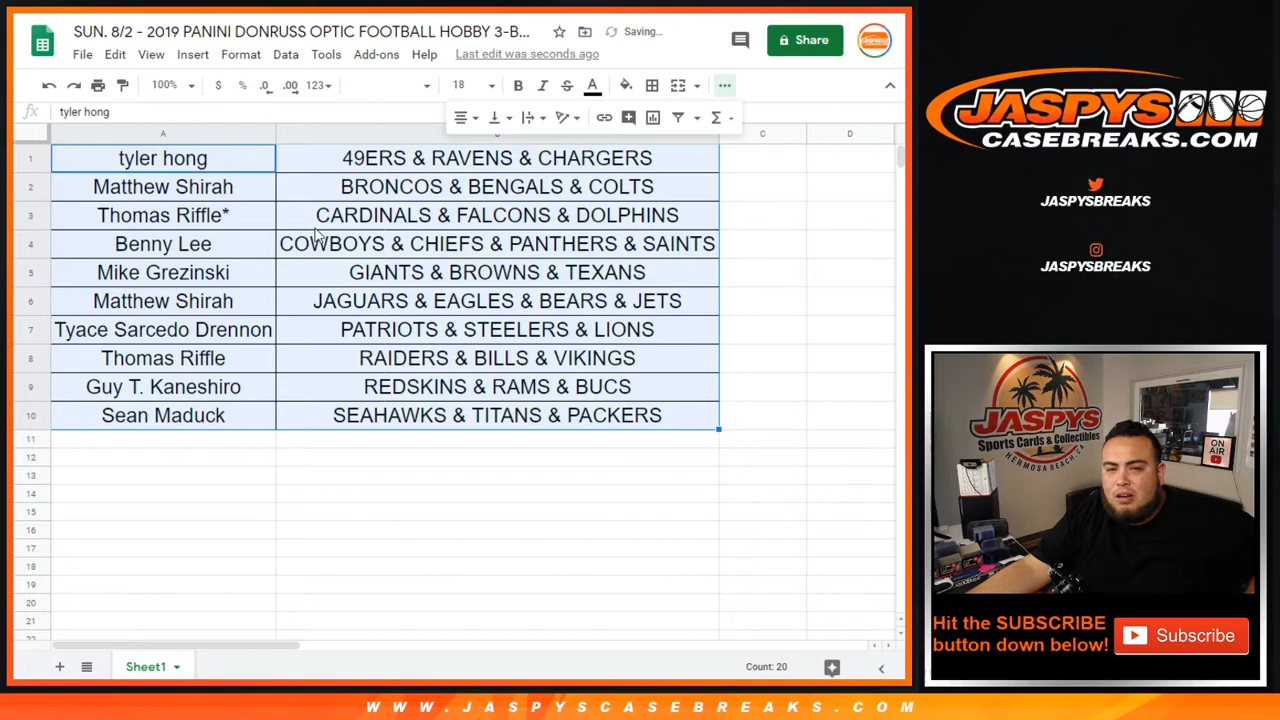 SUN. 8/2 - 2019 PANINI DONRUSS OPTIC FOOTBALL HOBBY 3-B...
Saving...
File Edit View Insert Format Data Tools Add-ons Help Last edit was seconds ago
Share
100% $ % .0 .00 123 18 B I S A
fx tyler hong
A B C D
1 tyler hong 49ERS & RAVENS & CHARGERS
2 Matthew Shirah BRONCOS & BENGALS & COLTS
3 Thomas Riffle* CARDINALS & FALCONS & DOLPHINS
4 Benny Lee COWBOYS & CHIEFS & PANTHERS & SAINTS
5 Mike Grezinski GIANTS & BROWNS & TEXANS
6 Matthew Shirah JAGUARS & EAGLES & BEARS & JETS
7 Tyace Sarcedo Drennon PATRIOTS & STEELERS & LIONS
8 Thomas Riffle RAIDERS & BILLS & VIKINGS
9 Guy T. Kaneshiro REDSKINS & RAMS & BUCS
10 Sean Maduck SEAHAWKS & TITANS & PACKERS
11
12
13
14
15
16
17
18
19
20
21
22
Sheet1
Count: 20
JASPYS
CASEBREAKS.COM
JASPYSBREAKS
JASPYSBREAKS
JASPYS
Sports Cards & Collectibles
HERMOSA BEACH, CA
ON AIR
Hit the SUBSCRIBE
button down below!
Subscribe
WWW.JASPYSCASEBREAKS.COM